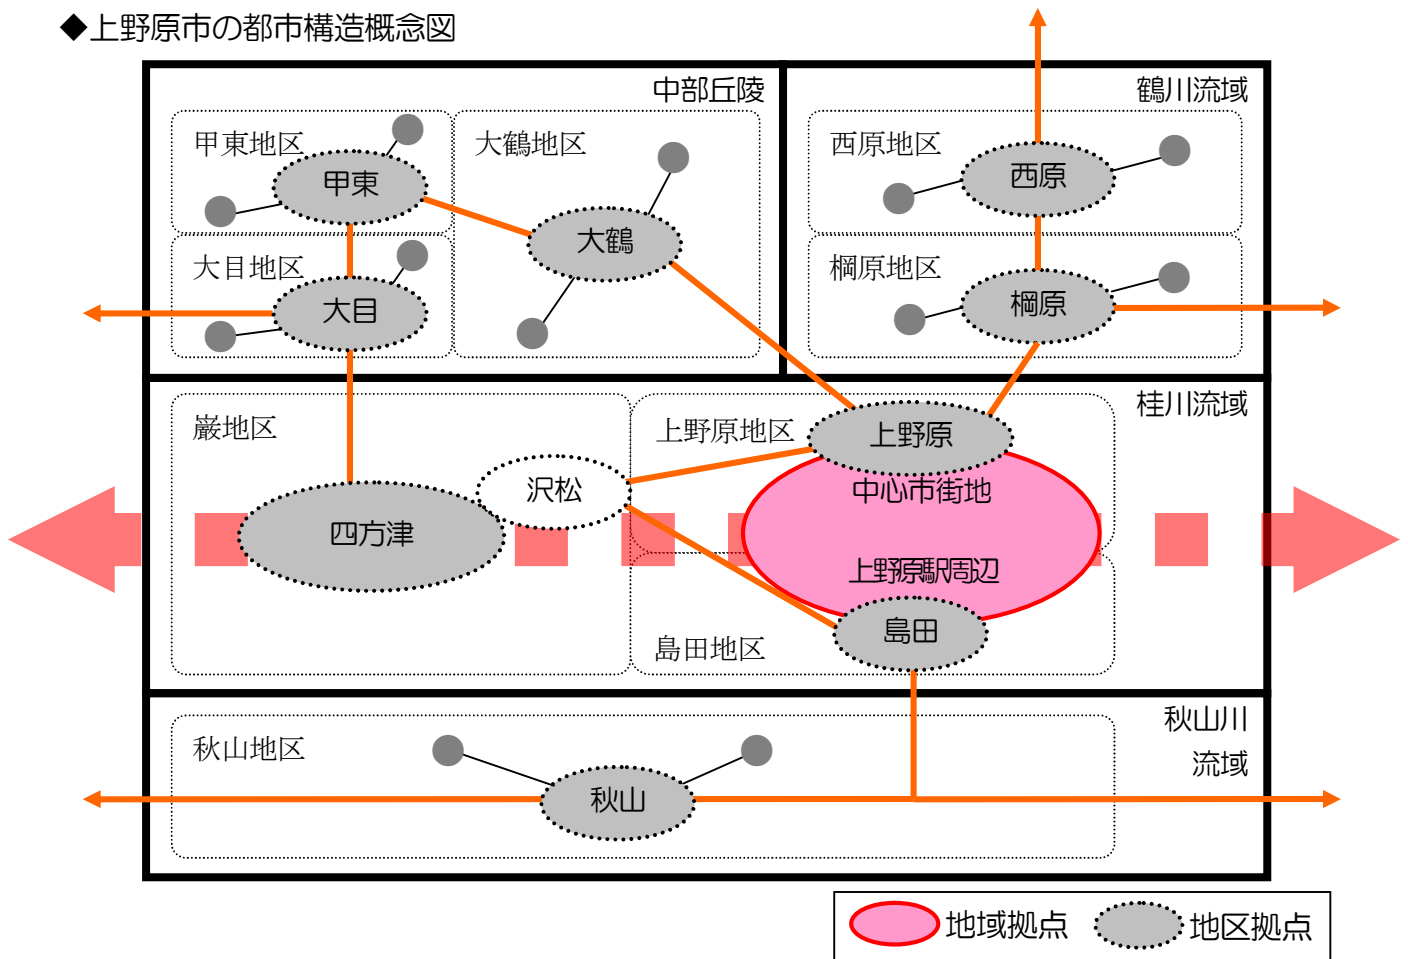 ◆上野原市の都市構造概念図
中部丘陵
鶴川流域
甲東地区
大鶴地区
西原地区
甲東
西原
大鶴
大目地区
棡原地区
大目
棡原
桂川流域
巌地区
上野原地区
上野原
沢松
中心市街地
四方津
上野原駅周辺
島田
島田地区
秋山川
流域
秋山地区
秋山
地域拠点
地区拠点